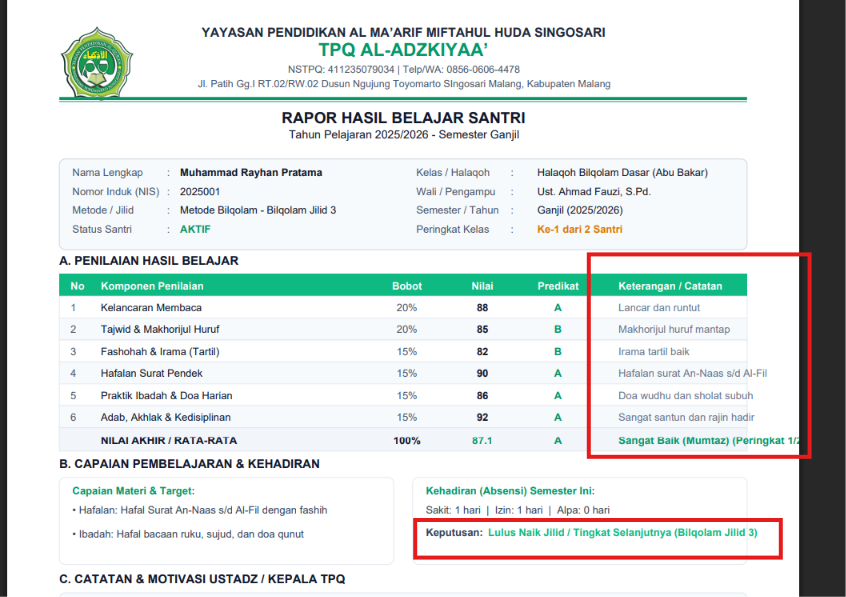 YAYASAN PENDIDIKAN AL MA'ARIF MIFTAHUL HUDA SINGOSARI
TPQ AL-ADZKIYAA'
NSTPQ: 411235079034 | Telp/WA: 0856-0606-4478
Jl. Patih Gg.I RT.02/RW.02 Dusun Ngujung Toyomarto SIngosari Malang, Kabupaten Malang
RAPOR HASIL BELAJAR SANTRI
Tahun Pelajaran 2025/2026 - Semester Ganjil
Nama Lengkap : Muhammad Rayhan Pratama Kelas / Halaqoh : Halaqoh Bilqolam Dasar (Abu Bakar)
Nomor Induk (NIS) : 2025001 Wali / Pengampu : Ust. Ahmad Fauzi, S.Pd.
Metode / Jilid : Metode Bilqolam - Bilqolam Jilid 3 Semester / Tahun : Ganjil (2025/2026)
Status Santri : AKTIF Peringkat Kelas : Ke-1 dari 2 Santri
A. PENILAIAN HASIL BELAJAR
No Komponen Penilaian Bobot Nilai Predikat Keterangan / Catatan
1 Kelancaran Membaca 20% 88 A Lancar dan runtut
2 Tajwid & Makhorijul Huruf 20% 85 B Makhorijul huruf mantap
3 Fashohah & Irama (Tartil) 15% 82 B Irama tartil baik
4 Hafalan Surat Pendek 15% 90 A Hafalan surat An-Naas s/d Al-Fil
5 Praktik Ibadah & Doa Harian 15% 86 A Doa wudhu dan sholat subuh
6 Adab, Akhlak & Kedisiplinan 15% 92 A Sangat santun dan rajin hadir
NILAI AKHIR / RATA-RATA 100% 87.1 A Sangat Baik (Mumtaz) (Peringkat 1/2
B. CAPAIAN PEMBELAJARAN & KEHADIRAN
Capaian Materi & Target: Kehadiran (Absensi) Semester Ini:
• Hafalan: Hafal Surat An-Naas s/d Al-Fil dengan fashih Sakit: 1 hari | Izin: 1 hari | Alpa: 0 hari
• Ibadah: Hafal bacaan ruku, sujud, dan doa qunut Keputusan: Lulus Naik Jilid / Tingkat Selanjutnya (Bilqolam Jilid 3)
C. CATATAN & MOTIVASI USTADZ / KEPALA TPQ